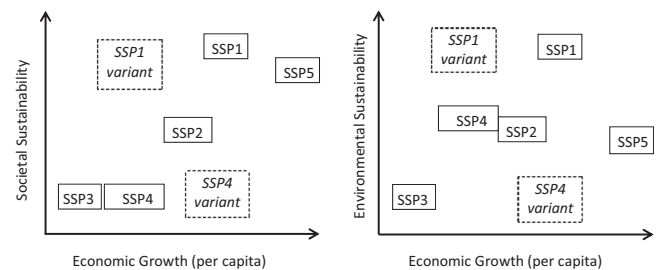 Societal Sustainability
SSP1
variant
SSP1
SSP5
SSP2
SSP3
SSP4
SSP4
variant
Economic Growth (per capita)
Environmental Sustainability
SSP1
variant
SSP1
SSP4
SSP2
SSP5
SSP3
SSP4
variant
Economic Growth (per capita)